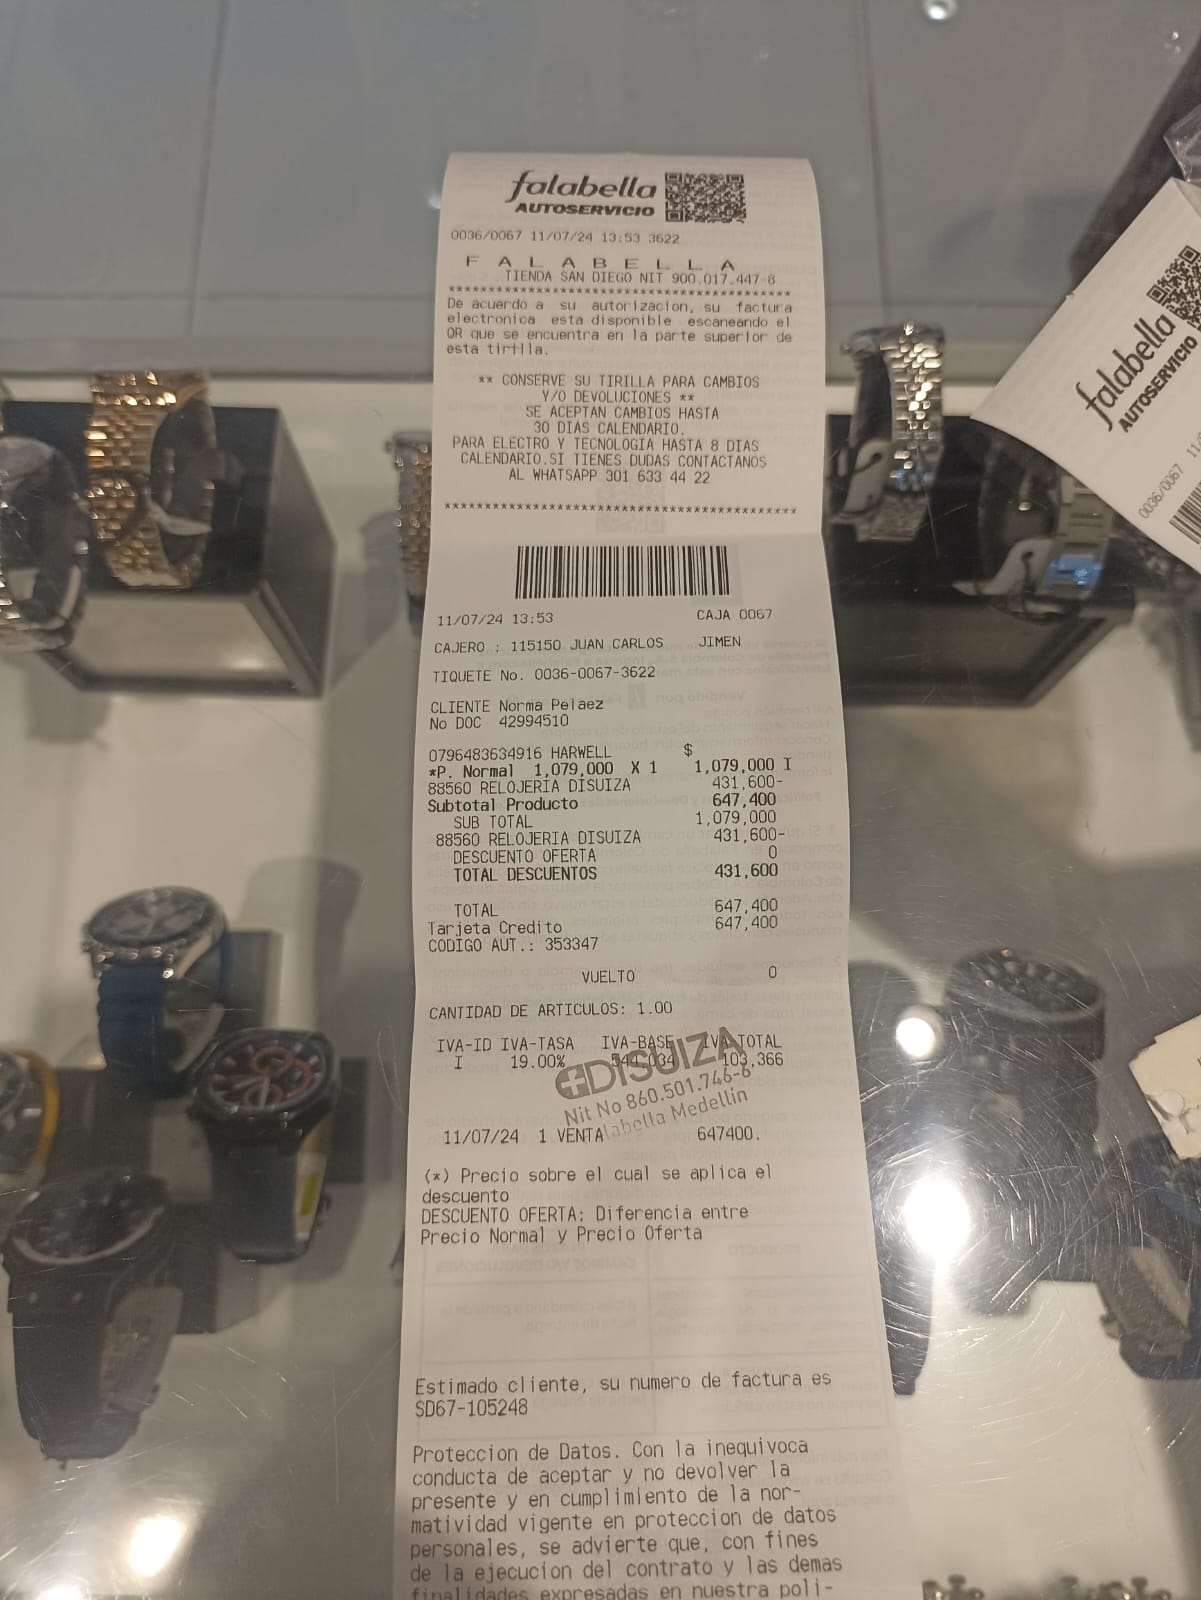 falabella
AUTOSERVICIO
0036/0067 11/07/24 13:53 3622
F A L A B E L L A
TIENDA SAN DIEGO NIT 900.017.447-8
**********************************************
De acuerdo a su autorizacion, su factura
electronica esta disponible escaneando el
QR que se encuentra en la parte superior de
esta tirilla.
** CONSERVE SU TIRILLA PARA CAMBIOS
Y/O DEVOLUCIONES **
SE ACEPTAN CAMBIOS HASTA
30 DIAS CALENDARIO.
PARA ELECTRO Y TECNOLOGIA HASTA 8 DIAS
CALENDARIO.SI TIENES DUDAS CONTACTANOS
AL WHATSAPP 301 633 44 22
**********************************************
11/07/24 13:53 CAJA 0067
CAJERO : 115150 JUAN CARLOS JIMEN
TIQUETE No. 0036-0067-3622
CLIENTE Norma Pelaez
No DOC 42994510
0796483634916 HARWELL $
*P. Normal 1,079,000 X 1 1,079,000 I
88560 RELOJERIA DISUIZA 431,600-
Subtotal Producto 647,400
SUB TOTAL 1,079,000
88560 RELOJERIA DISUIZA 431,600-
DESCUENTO OFERTA 0
TOTAL DESCUENTOS 431,600
TOTAL 647,400
Tarjeta Credito 647,400
CODIGO AUT.: 353347
VUELTO 0
CANTIDAD DE ARTICULOS: 1.00
IVA-ID IVA-TASA IVA-BASE IVA-TOTAL
I 19.00% 544,034 103,366
DISUIZA
Nit No 860.501.746-6
labella Medellin
11/07/24 1 VENTA 647400.
(*) Precio sobre el cual se aplica el
descuento
DESCUENTO OFERTA: Diferencia entre
Precio Normal y Precio Oferta
Estimado cliente, su numero de factura es
SD67-105248
Proteccion de Datos. Con la inequivoca
conducta de aceptar y no devolver la
presente y en cumplimiento de la nor-
matividad vigente en proteccion de datos
personales, se advierte que, con fines
de la ejecucion del contrato y las demas
finalidades expresadas en nuestra poli-
falabella
AUTOSERVICIO
0036/0067